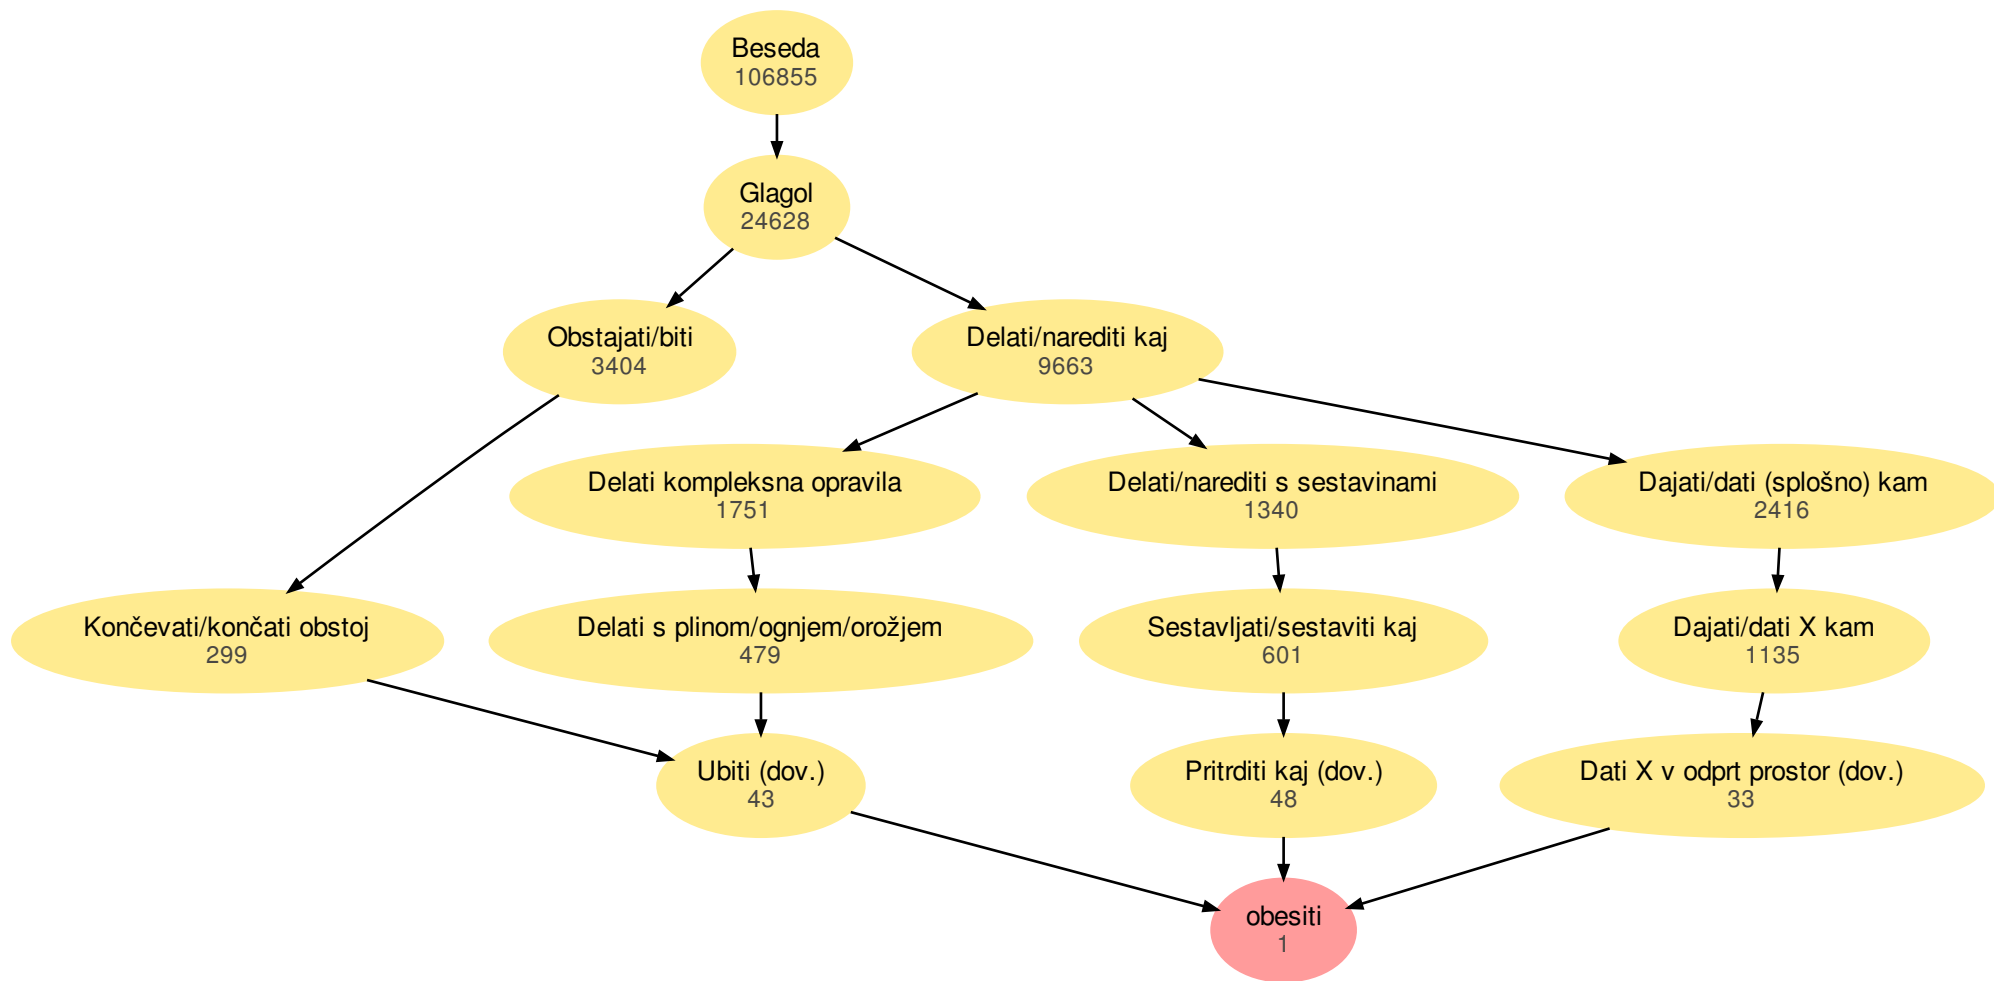 Beseda
106855
Glagol
24628
Obstajati/biti
3404
Delati/narediti kaj
9663
Delati kompleksna opravila
1751
Delati/narediti s sestavinami
1340
Dajati/dati (splošno) kam
2416
Končevati/končati obstoj
299
Delati s plinom/ognjem/orožjem
479
Sestavljati/sestaviti kaj
601
Dajati/dati X kam
1135
Ubiti (dov.)
43
Pritrditi kaj (dov.)
48
Dati X v odprt prostor (dov.)
33
obesiti
1